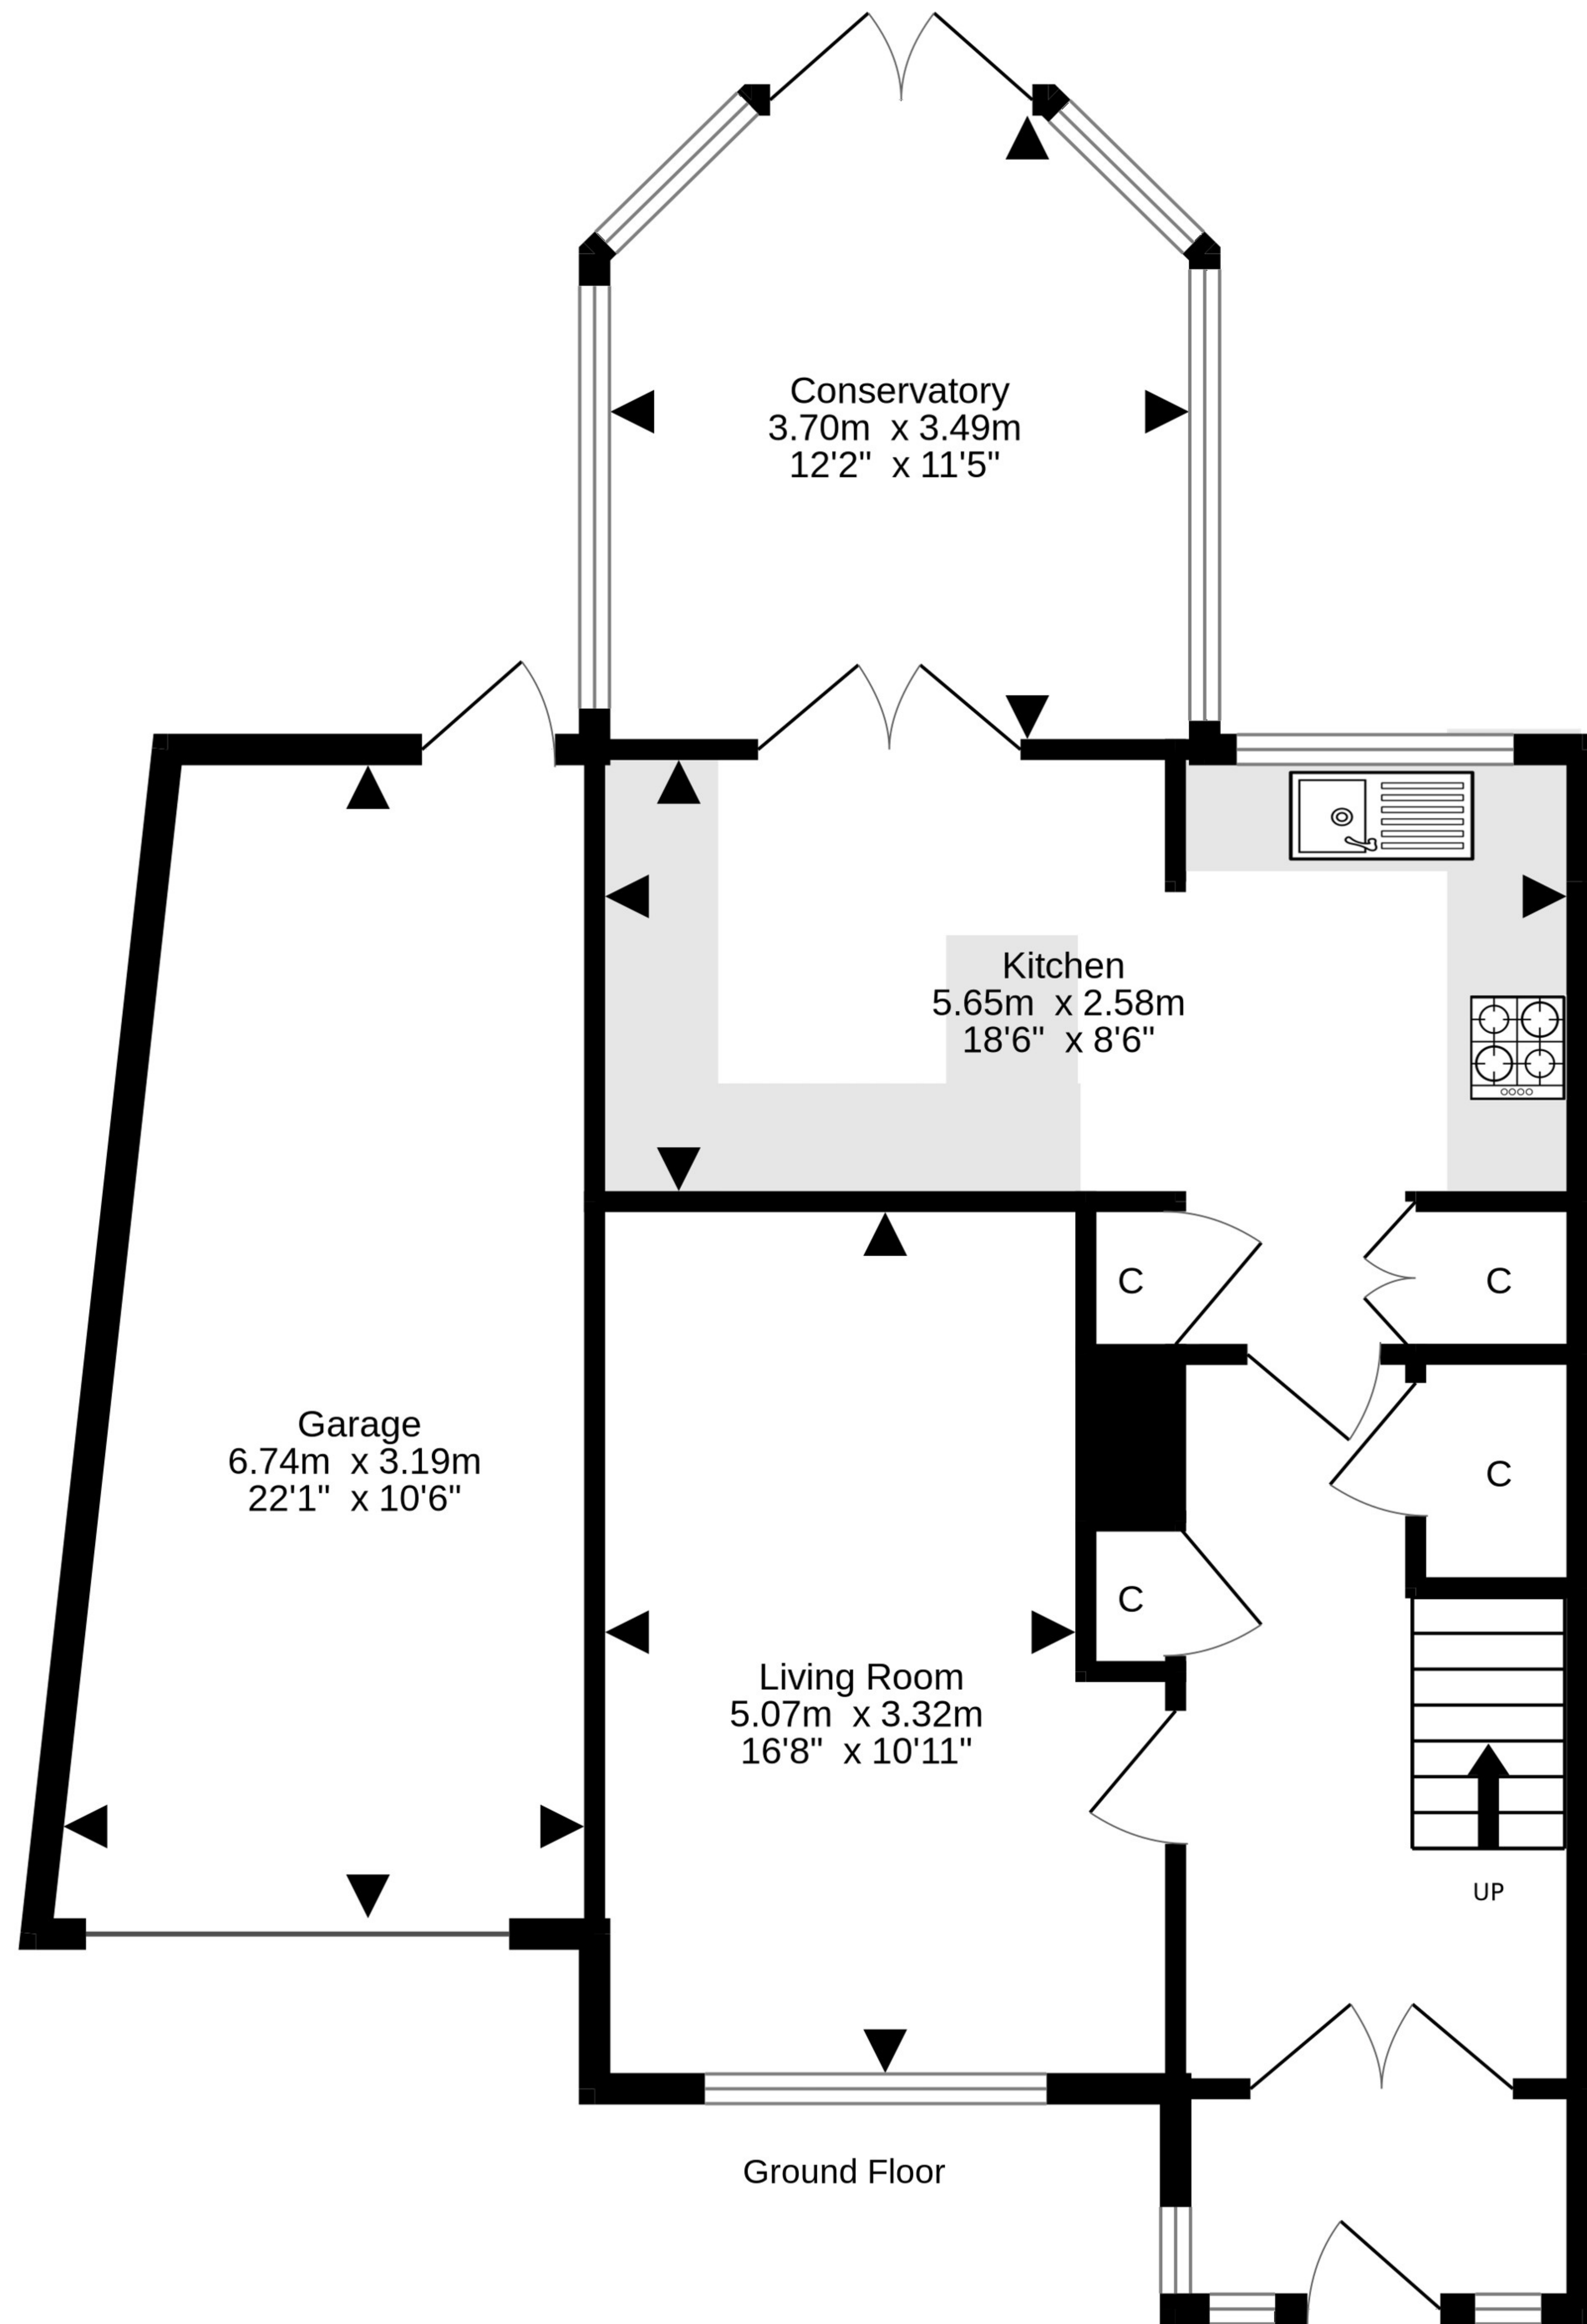 Conservatory
3.70m x 3.49m
12'2" x 11'5"
Kitchen
5.65m x 2.58m
18'6" x 8'6"
C
C
Garage
6.74m x 3.19m
22'1" x 10'6"
C
C
Living Room
5.07m x 3.32m
16'8" x 10'11"
UP
Ground Floor